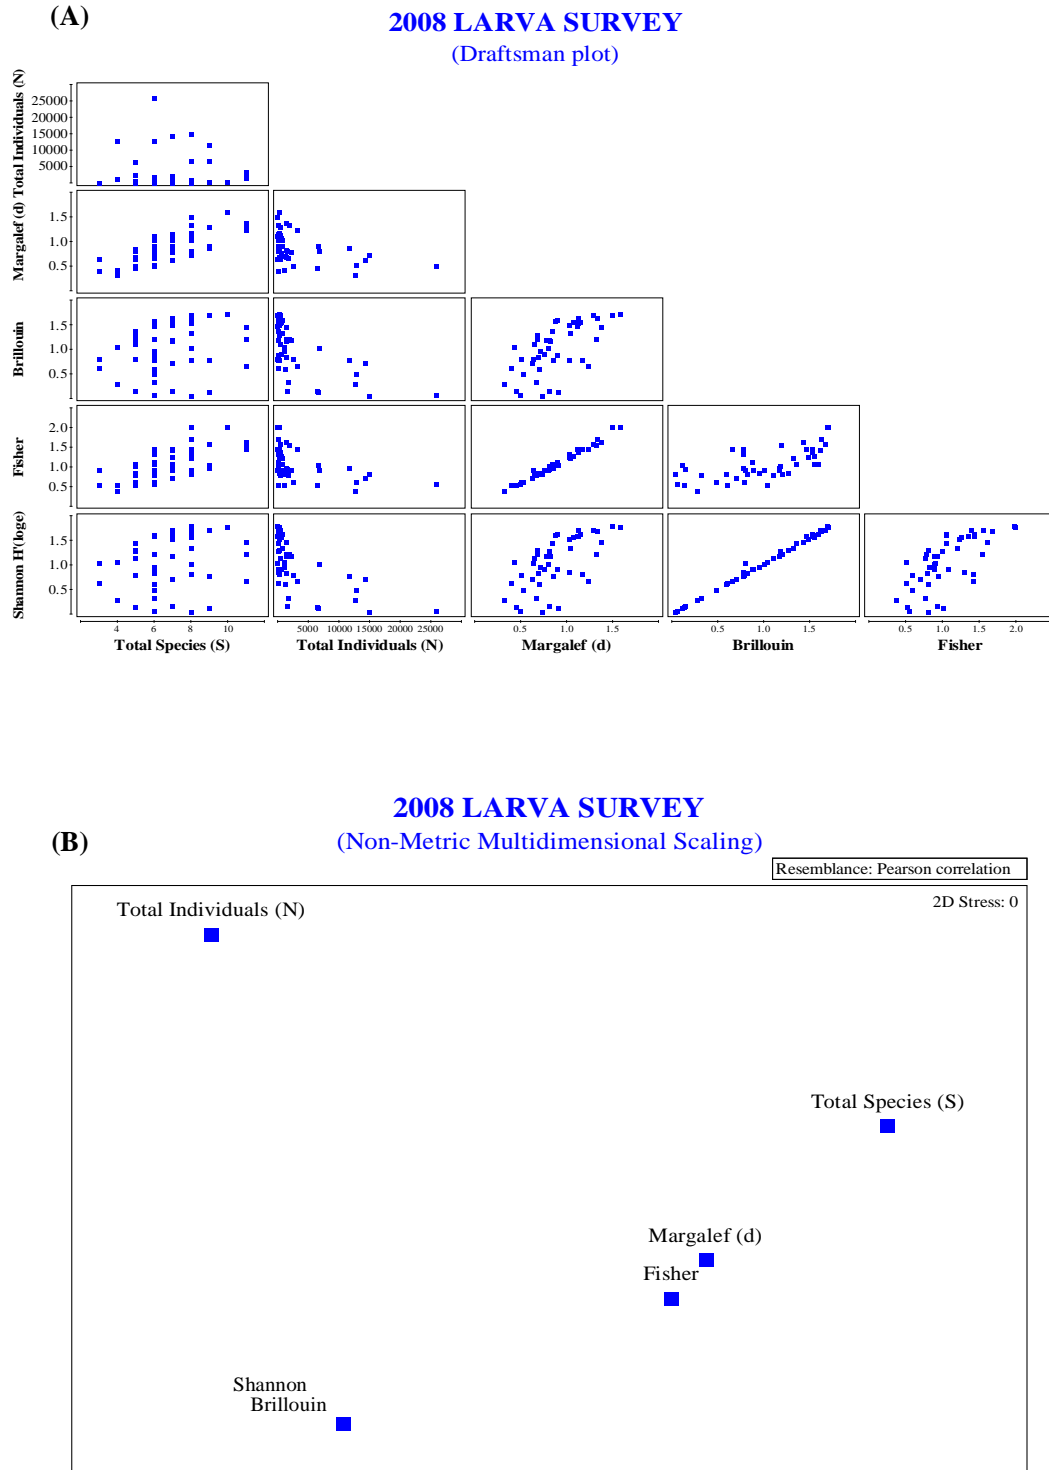 (A)
2008 LARVA SURVEY
(Draftsman plot)
Total Individuals (N)
25000
20000
15000
10000
5000
Margalef (d)
1.5
1.0
0.5
Brillouin
1.5
1.0
0.5
Fisher
2.0
1.5
1.0
0.5
Shannon H'(loge)
1.5
1.0
0.5
4 6 8 10
5000 10000 15000 20000 25000
0.5 1.0 1.5
0.5 1.0 1.5
0.5 1.0 1.5 2.0
Total Species (S) Total Individuals (N) Margalef (d) Brillouin Fisher
2008 LARVA SURVEY
(B)
(Non-Metric Multidimensional Scaling)
Resemblance: Pearson correlation
2D Stress: 0
Total Individuals (N)
Total Species (S)
Margalef (d)
Fisher
Shannon
Brillouin